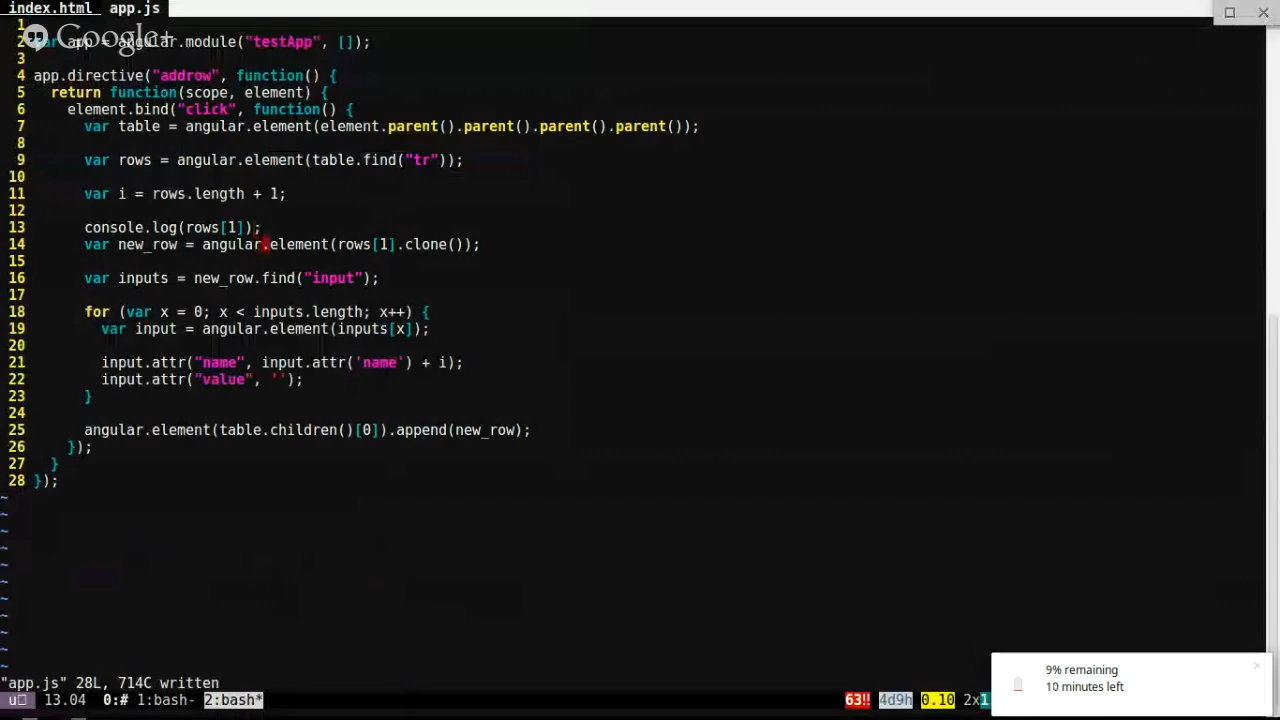 index.html app.js
1
Google+
2 var app = angular.module("testApp", []);
3
4 app.directive("addrow", function() {
5   return function(scope, element) {
6     element.bind("click", function() {
7       var table = angular.element(element.parent().parent().parent().parent());
8
9       var rows = angular.element(table.find("tr"));
10
11       var i = rows.length + 1;
12
13       console.log(rows[1]);
14       var new_row = angular.element(rows[1].clone());
15
16       var inputs = new_row.find("input");
17
18       for (var x = 0; x < inputs.length; x++) {
19         var input = angular.element(inputs[x]);
20
21         input.attr("name", input.attr('name') + i);
22         input.attr("value", '');
23       }
24
25       angular.element(table.children()[0]).append(new_row);
26     });
27   }
28 });
~
~
~
~
~
~
~
~
~
~
~
9% remaining
10 minutes left
"app.js" 28L, 714C written
u 13.04 0:# 1:bash- 2:bash* 63!! 4d9h 0.10 2x1